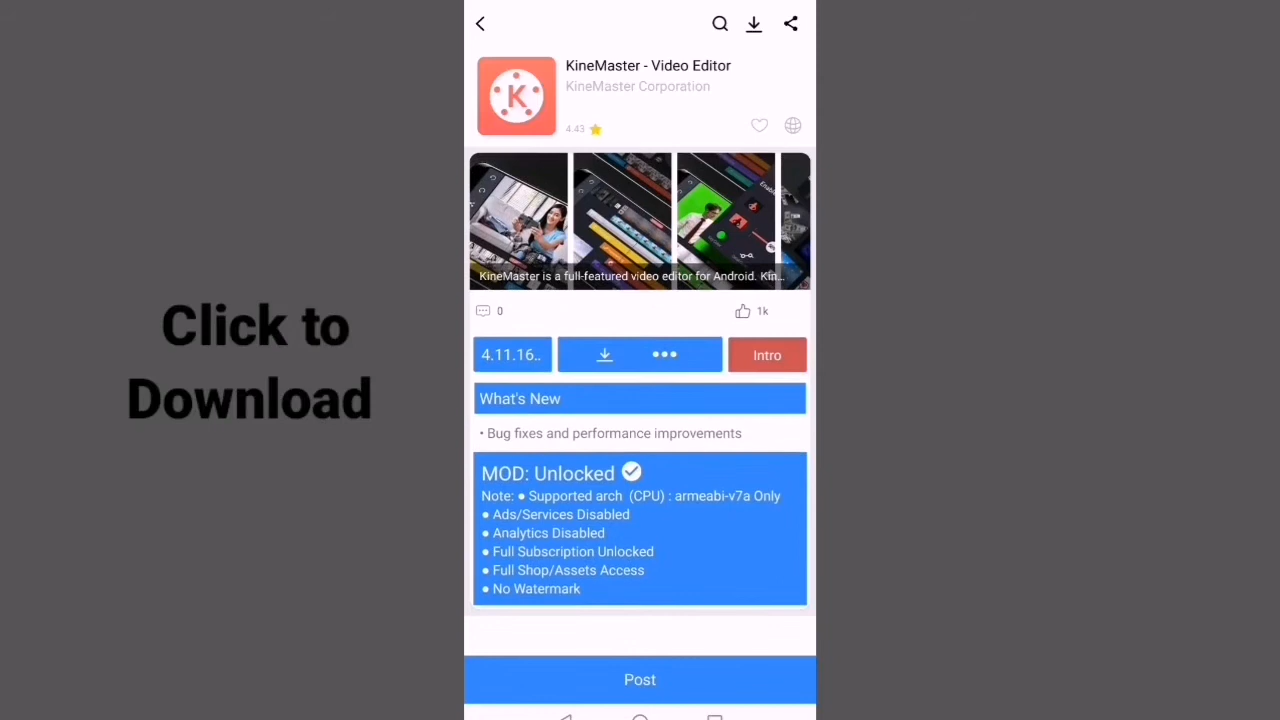 KineMaster - Video Editor
KineMaster Corporation
K
4.43
KineMaster is a full-featured video editor for Android. Kin...
0
1k
4.11.16..
Intro
What's New
• Bug fixes and performance improvements
MOD: Unlocked
Note: ● Supported arch (CPU) : armeabi-v7a Only
● Ads/Services Disabled
● Analytics Disabled
● Full Subscription Unlocked
● Full Shop/Assets Access
● No Watermark
Post
Click to
Download